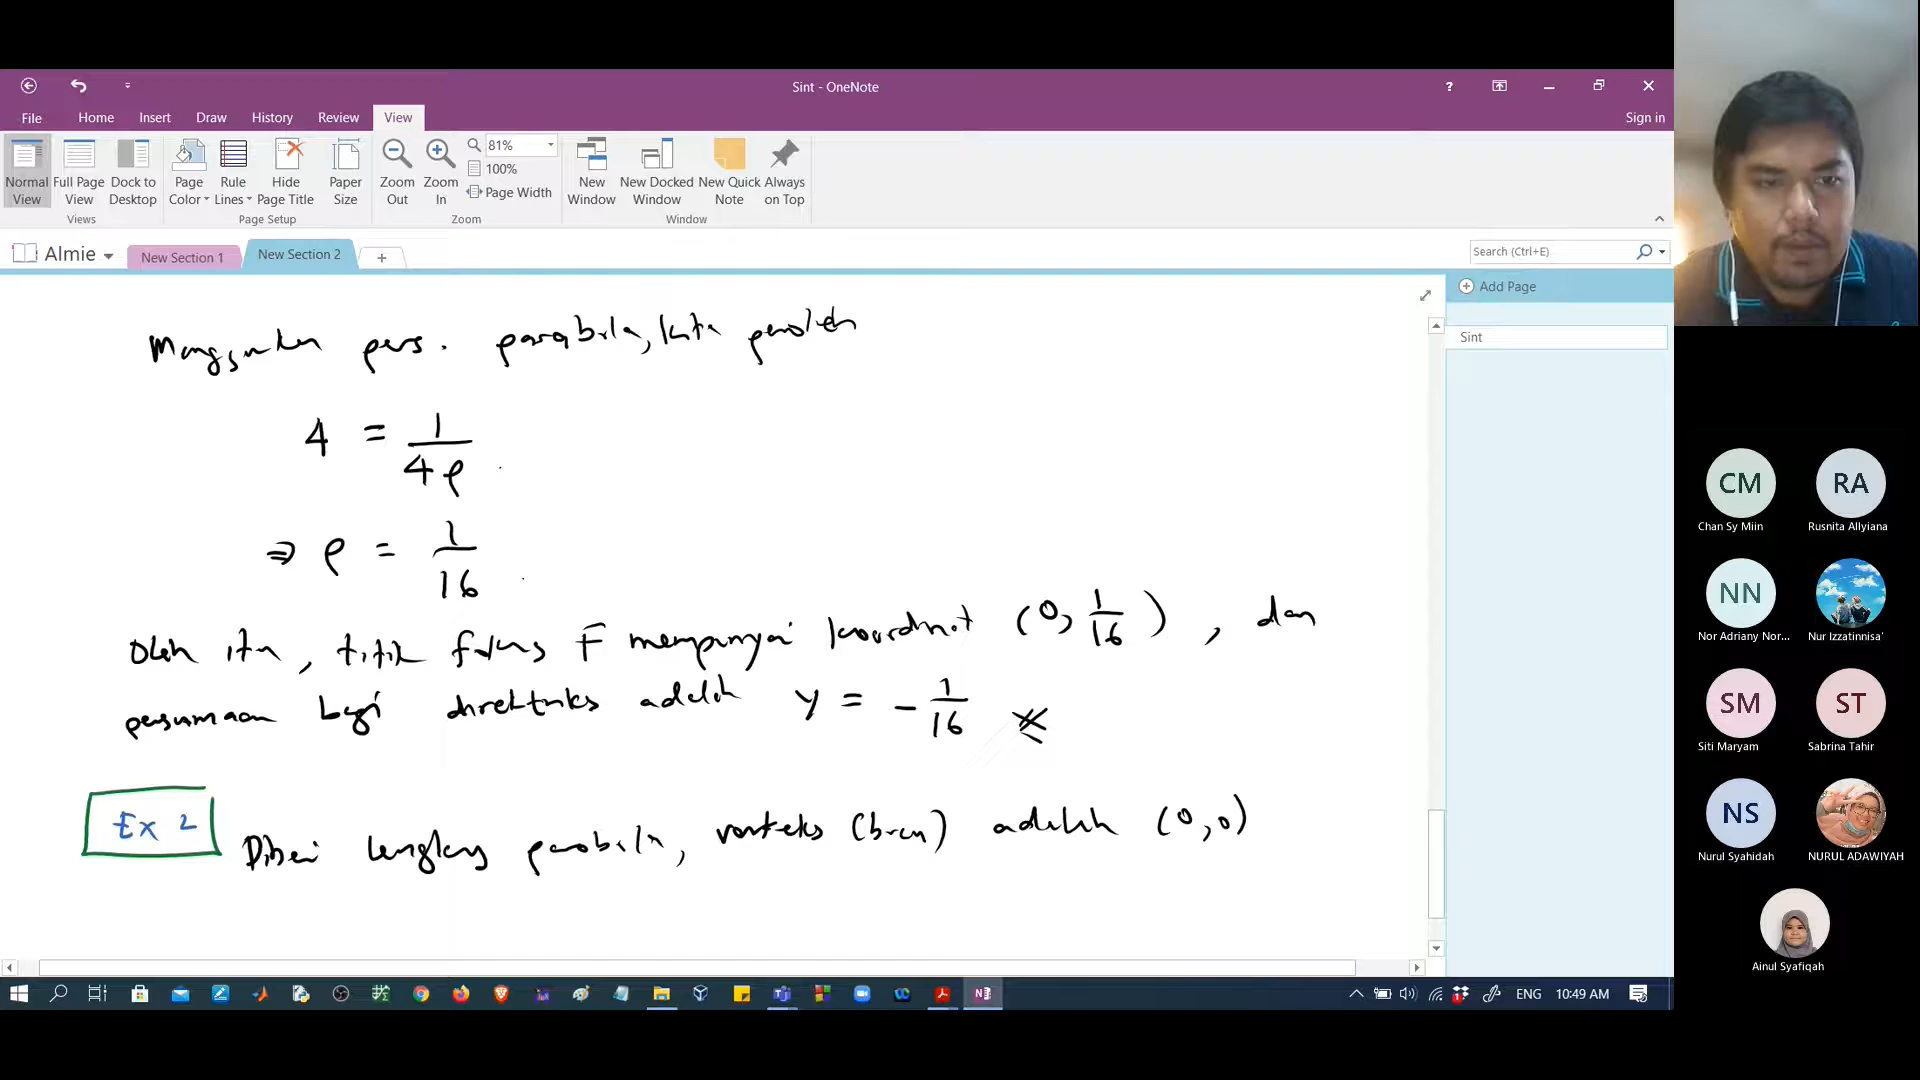 Sint - OneNote
File Home Insert Draw History Review View Sign in
81%
100%
Page Width
Normal View
Full Page View
Dock to Desktop
Page Color
Rule Lines
Hide Page Title
Paper Size
Zoom Out
Zoom In
New Window
New Docked Window
New Quick Note
Always on Top
Views Page Setup Zoom Window
Almie New Section 1 New Section 2 + Search (Ctrl+E)
Add Page
Sint
Menggunakan pers. parabola, kita peroleh
4 = 1/4p
⇒ p = 1/16
Oleh itu, titik fokus F mempunyai koordinat (0, 1/16), dan
persamaan bagi direktriks adalah y = -1/16
Ex 2 Diberi lengkung parabola, verteks (bucu) adalah (0,0)
CM RA
Chan Sy Miin Rusnita Allyiana
NN
Nor Adriany Nor... Nur Izzatinnisa'
SM ST
Siti Maryam Sabrina Tahir
NS
Nurul Syahidah NURUL ADAWIYAH
Ainul Syafiqah
ENG 10:49 AM